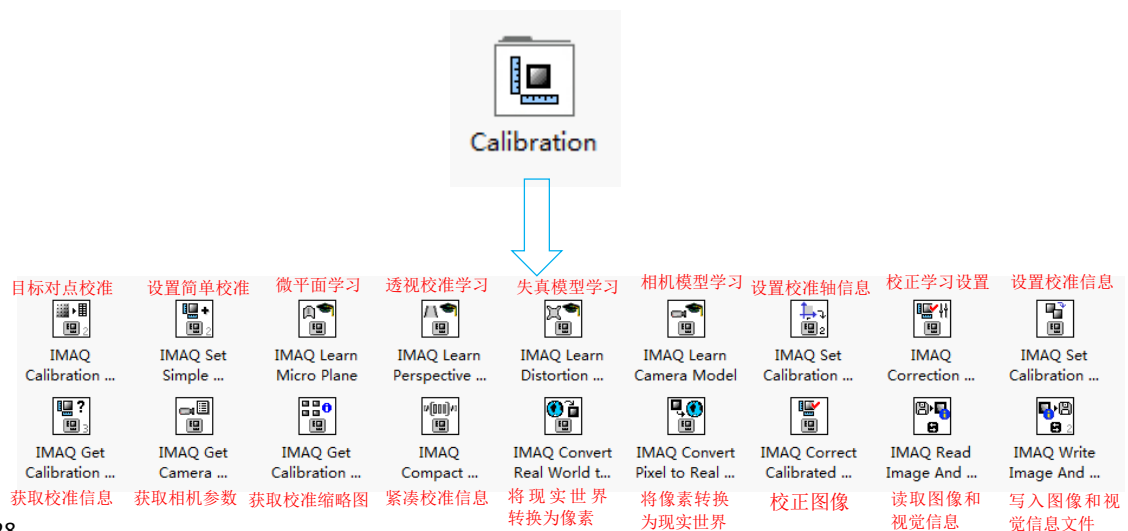 Calibration
目标对点校准 设置简单校准 微平面学习 透视校准学习 失真模型学习 相机模型学习 设置校准轴信息 校正学习设置 设置校准信息
IMAQ Calibration ... IMAQ Set Simple ... IMAQ Learn Micro Plane IMAQ Learn Perspective ... IMAQ Learn Distortion ... IMAQ Learn Camera Model IMAQ Set Calibration ... IMAQ Correction ... IMAQ Set Calibration ...
IMAQ Get Calibration ... IMAQ Get Camera ... IMAQ Get Calibration ... IMAQ Compact ... IMAQ Convert Real World t... IMAQ Convert Pixel to Real ... IMAQ Correct Calibrated ... IMAQ Read Image And ... IMAQ Write Image And ...
获取校准信息 获取相机参数 获取校准缩略图 紧凑校准信息 将现实世界转换为像素 将像素转换为现实世界 校正图像 读取图像和视觉信息 写入图像和视觉信息文件